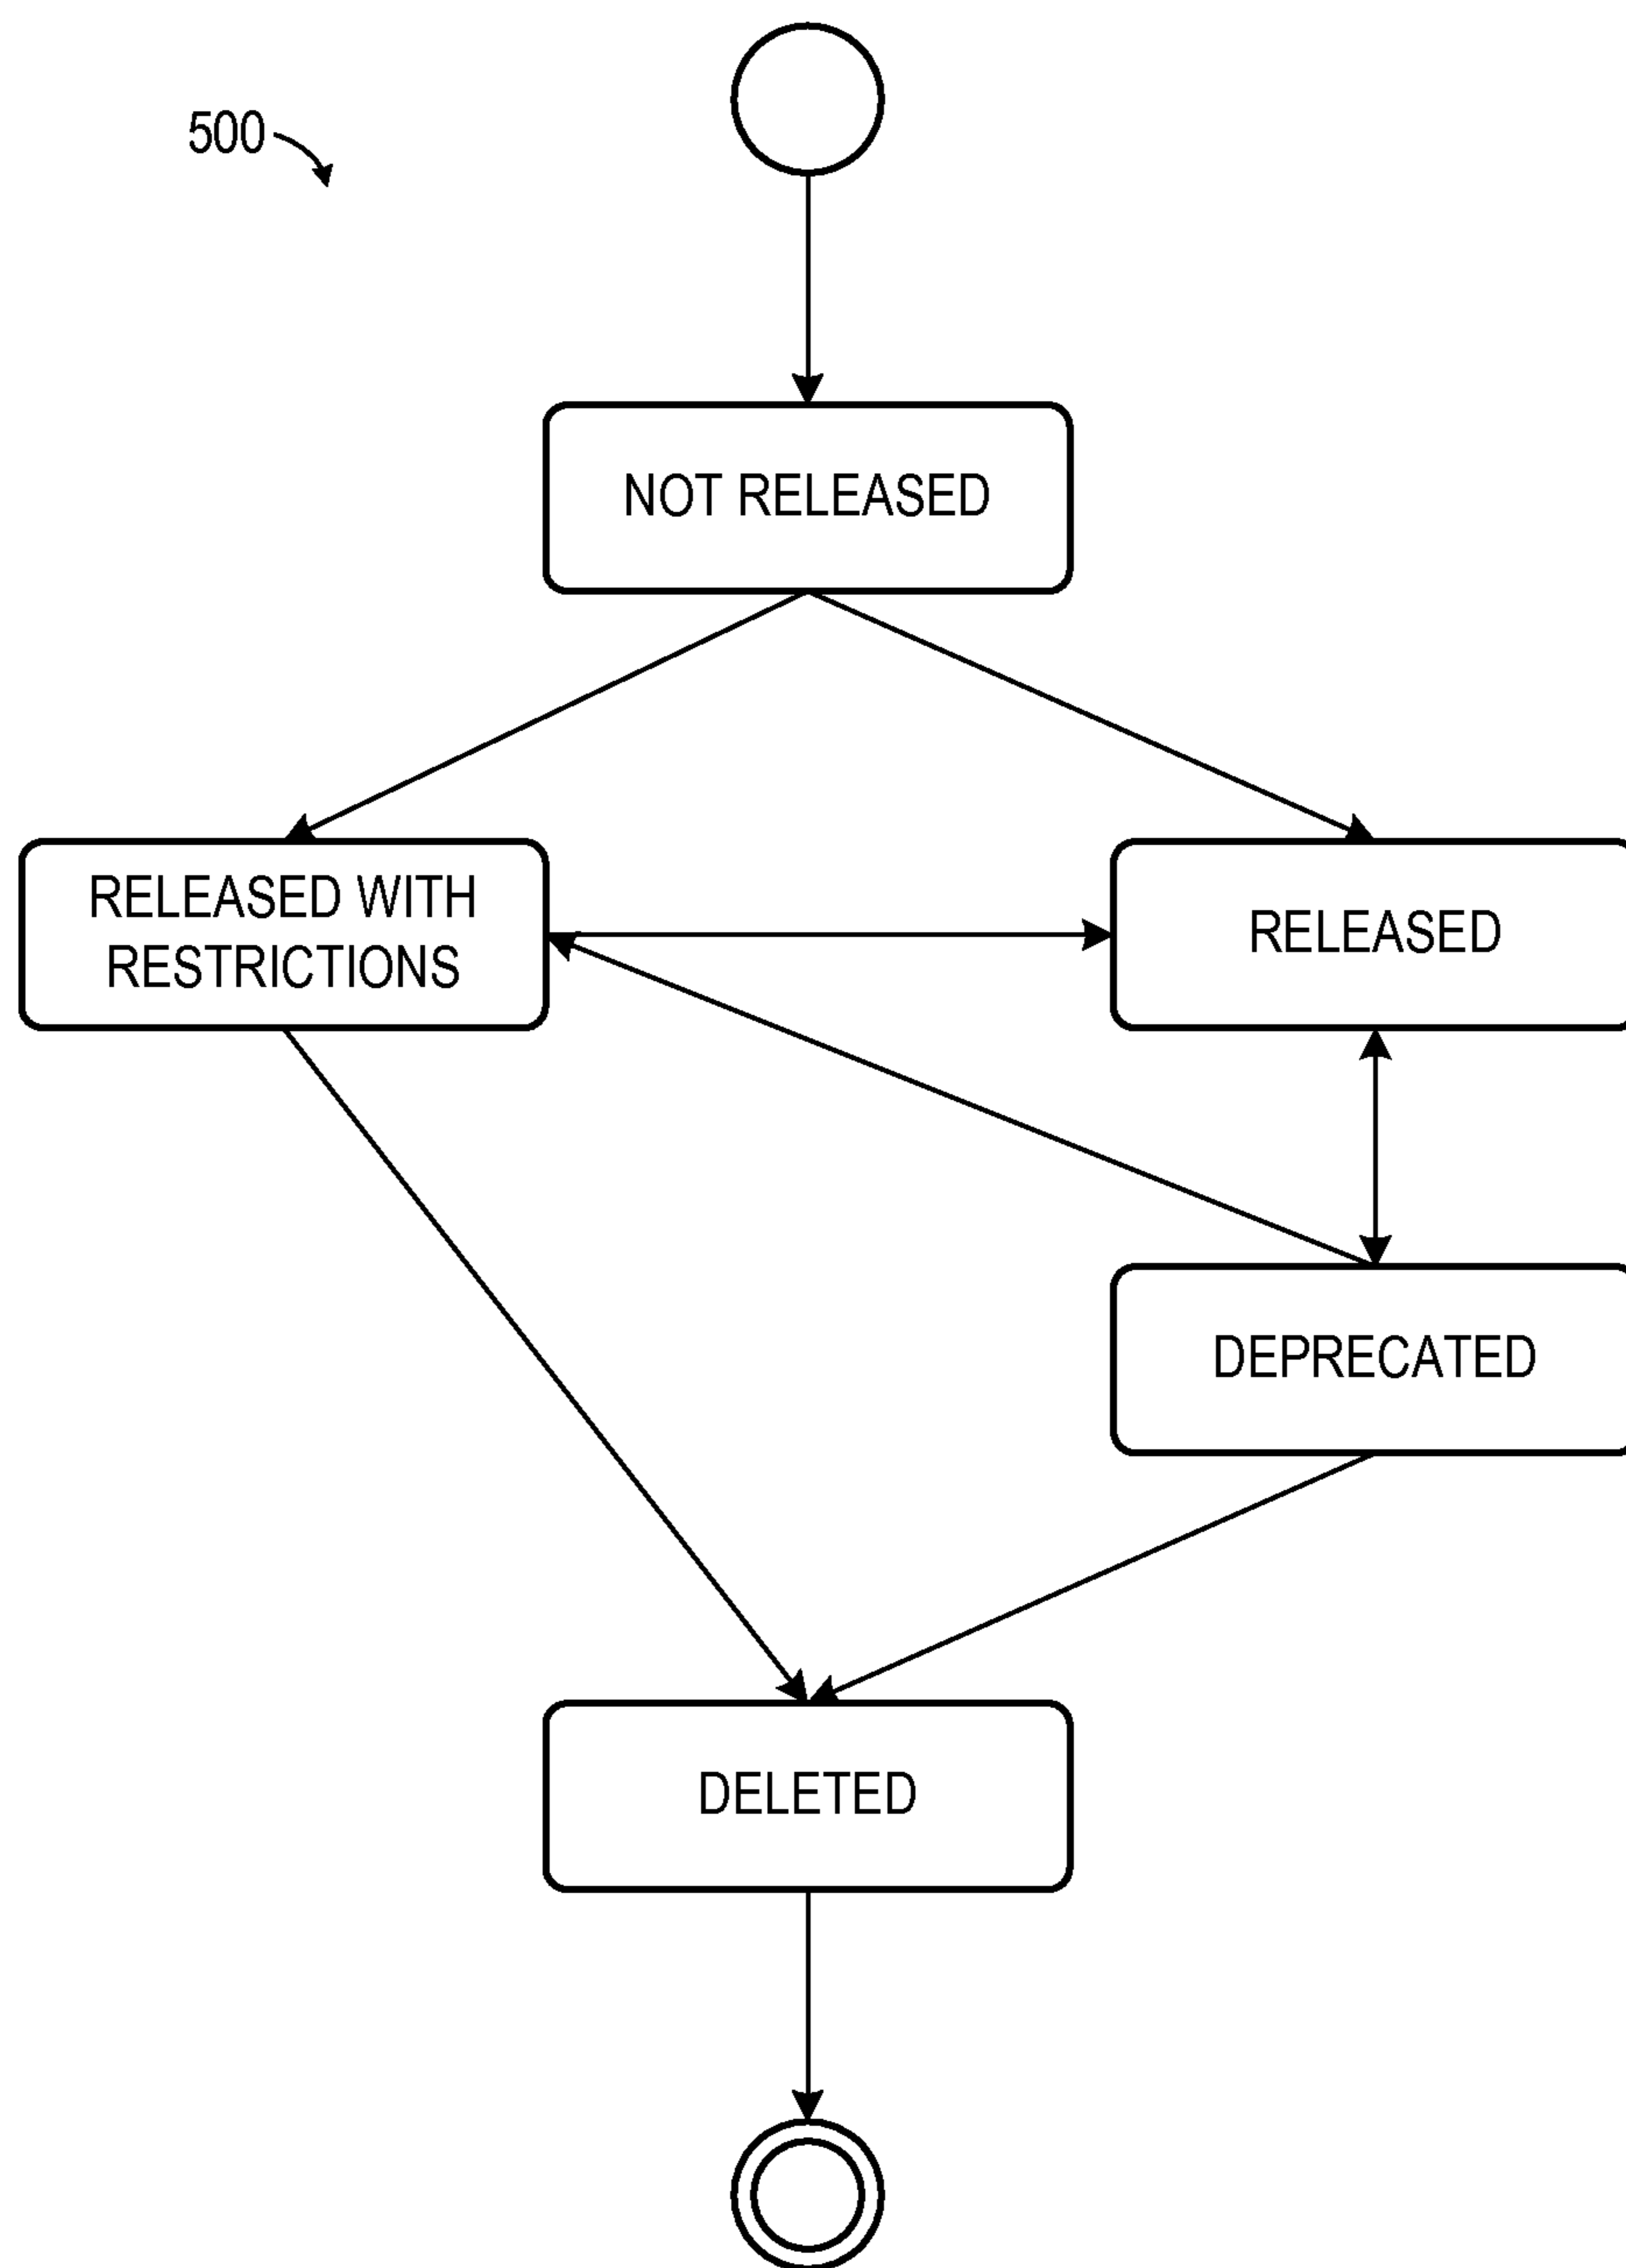 500
NOT RELEASED
RELEASED WITH
RESTRICTIONS
RELEASED
DEPRECATED
DELETED